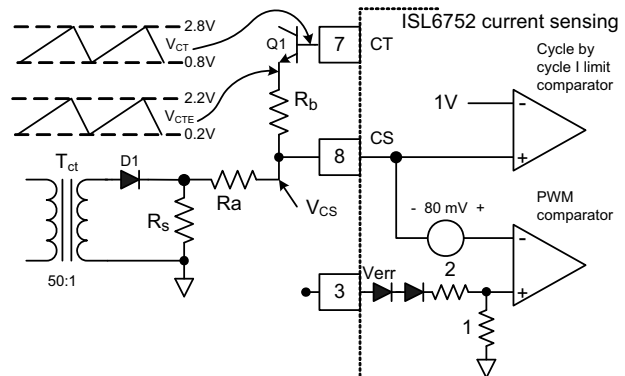 ISL6752 current sensing
2.8V
0.8V
V_CT
Q1
7
CT
Cycle by
cycle I limit
comparator
2.2V
0.2V
V_CTE
R_b
1V
-
+
8
CS
T_ct
D1
R_s
Ra
V_CS
50:1
- 80 mV +
PWM
comparator
-
+
3
Verr
2
1